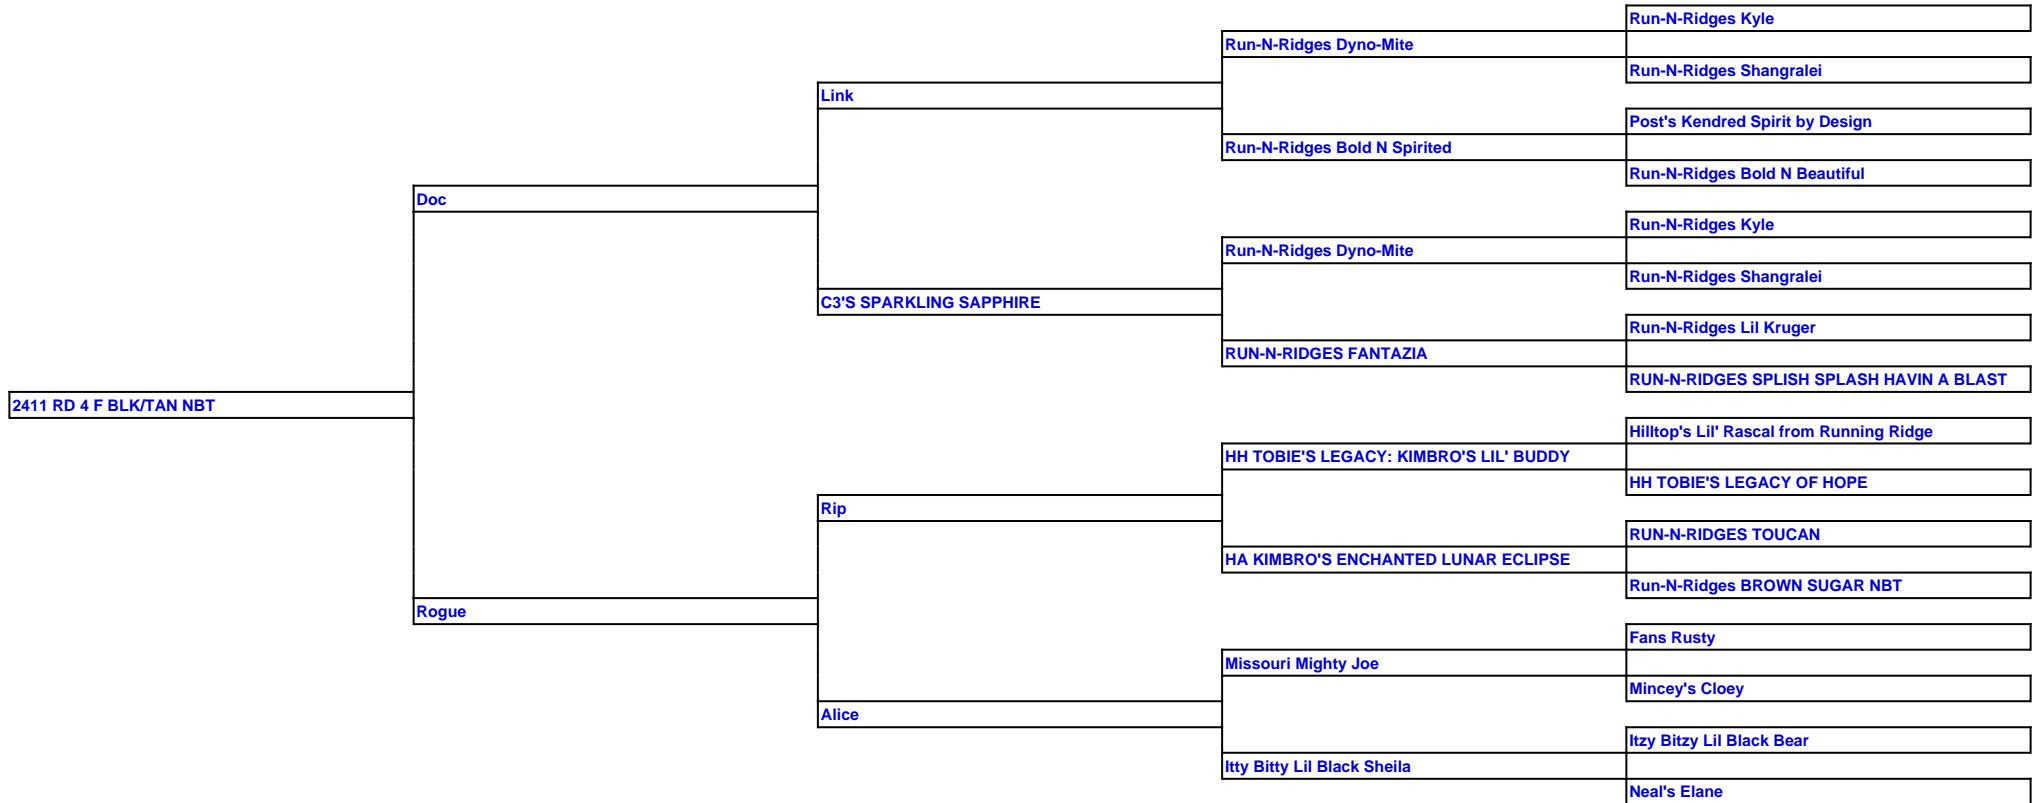 Run-N-Ridges Kyle
Run-N-Ridges Dyno-Mite
Run-N-Ridges Shangralei
Link
Post's Kendred Spirit by Design
Run-N-Ridges Bold N Spirited
Run-N-Ridges Bold N Beautiful
Doc
Run-N-Ridges Kyle
Run-N-Ridges Dyno-Mite
Run-N-Ridges Shangralei
C3'S SPARKLING SAPPHIRE
Run-N-Ridges Lil Kruger
RUN-N-RIDGES FANTAZIA
RUN-N-RIDGES SPLISH SPLASH HAVIN A BLAST
2411 RD 4 F BLK/TAN NBT
Hilltop's Lil' Rascal from Running Ridge
HH TOBIE'S LEGACY: KIMBRO'S LIL' BUDDY
HH TOBIE'S LEGACY OF HOPE
Rip
RUN-N-RIDGES TOUCAN
HA KIMBRO'S ENCHANTED LUNAR ECLIPSE
Run-N-Ridges BROWN SUGAR NBT
Rogue
Fans Rusty
Missouri Mighty Joe
Mincey's Cloey
Alice
Itzy Bitzy Lil Black Bear
Itty Bitty Lil Black Sheila
Neal's Elane